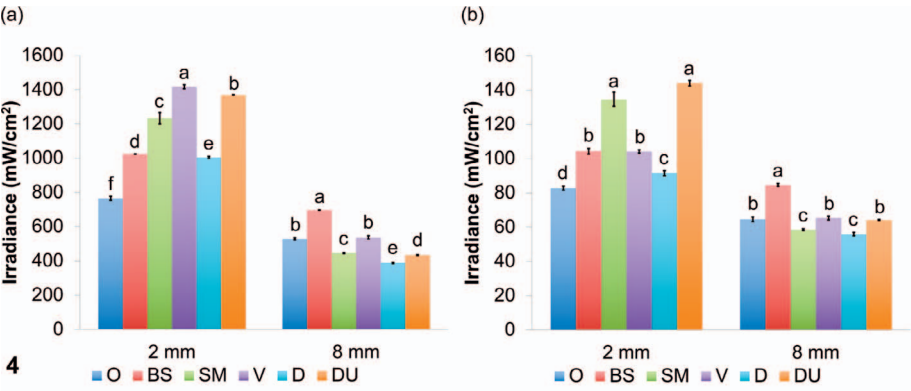 (a)
(b)
1600
1400
1200
1000
800
600
400
200
0
Irradiance (mW/cm²)
f d c a e b
b a c b e d
2 mm 8 mm
O BS SM V D DU
160
140
120
100
80
60
40
20
0
Irradiance (mW/cm²)
d b a b c a
b a c b c b
2 mm 8 mm
O BS SM V D DU
4